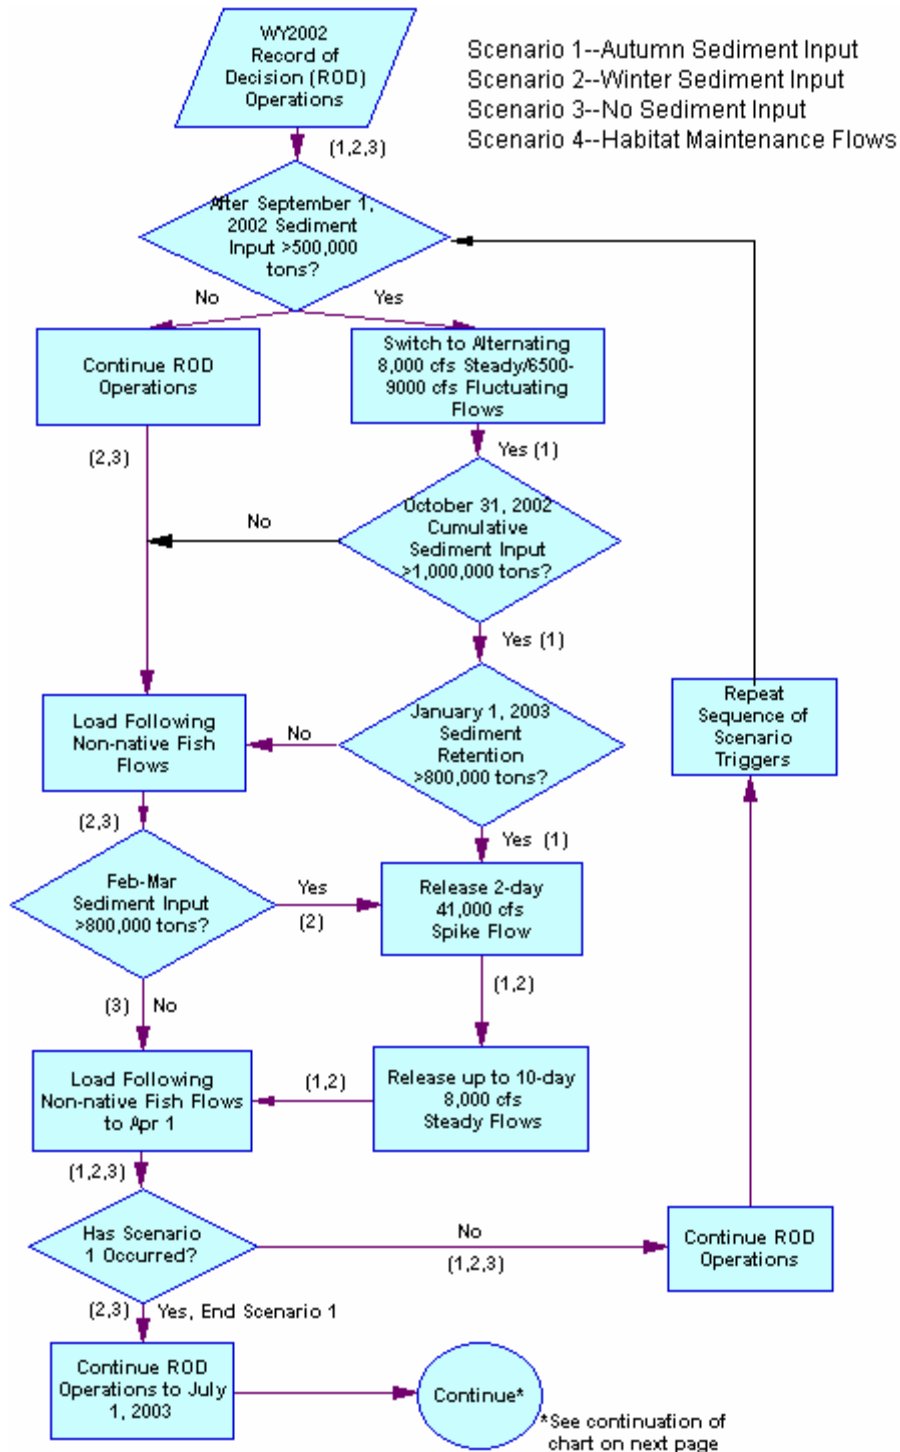 WY2002
Record of
Decision (ROD)
Operations
Scenario 1--Autumn Sediment Input
Scenario 2--Winter Sediment Input
Scenario 3--No Sediment Input
Scenario 4--Habitat Maintenance Flows
(1,2,3)
After September 1,
2002 Sediment
Input >500,000
tons?
No
Yes
Continue ROD
Operations
Switch to Alternating
8,000 cfs Steady/6500-
9000 cfs Fluctuating
Flows
(2,3)
Yes (1)
October 31, 2002
Cumulative
Sediment Input
>1,000,000 tons?
No
Yes (1)
Load Following
Non-native Fish
Flows
No
January 1, 2003
Sediment
Retention
>800,000 tons?
Repeat
Sequence of
Scenario
Triggers
(2,3)
Yes (1)
Feb-Mar
Sediment Input
>800,000 tons?
Yes
(2)
Release 2-day
41,000 cfs
Spike Flow
(3) No
(1,2)
Load Following
Non-native Fish Flows
to Apr 1
(1,2)
Release up to 10-day
8,000 cfs
Steady Flows
(1,2,3)
Has Scenario
1 Occurred?
No
(1,2,3)
Continue ROD
Operations
(2,3) Yes, End Scenario 1
Continue ROD
Operations to July
1, 2003
Continue*
*See continuation of
chart on next page